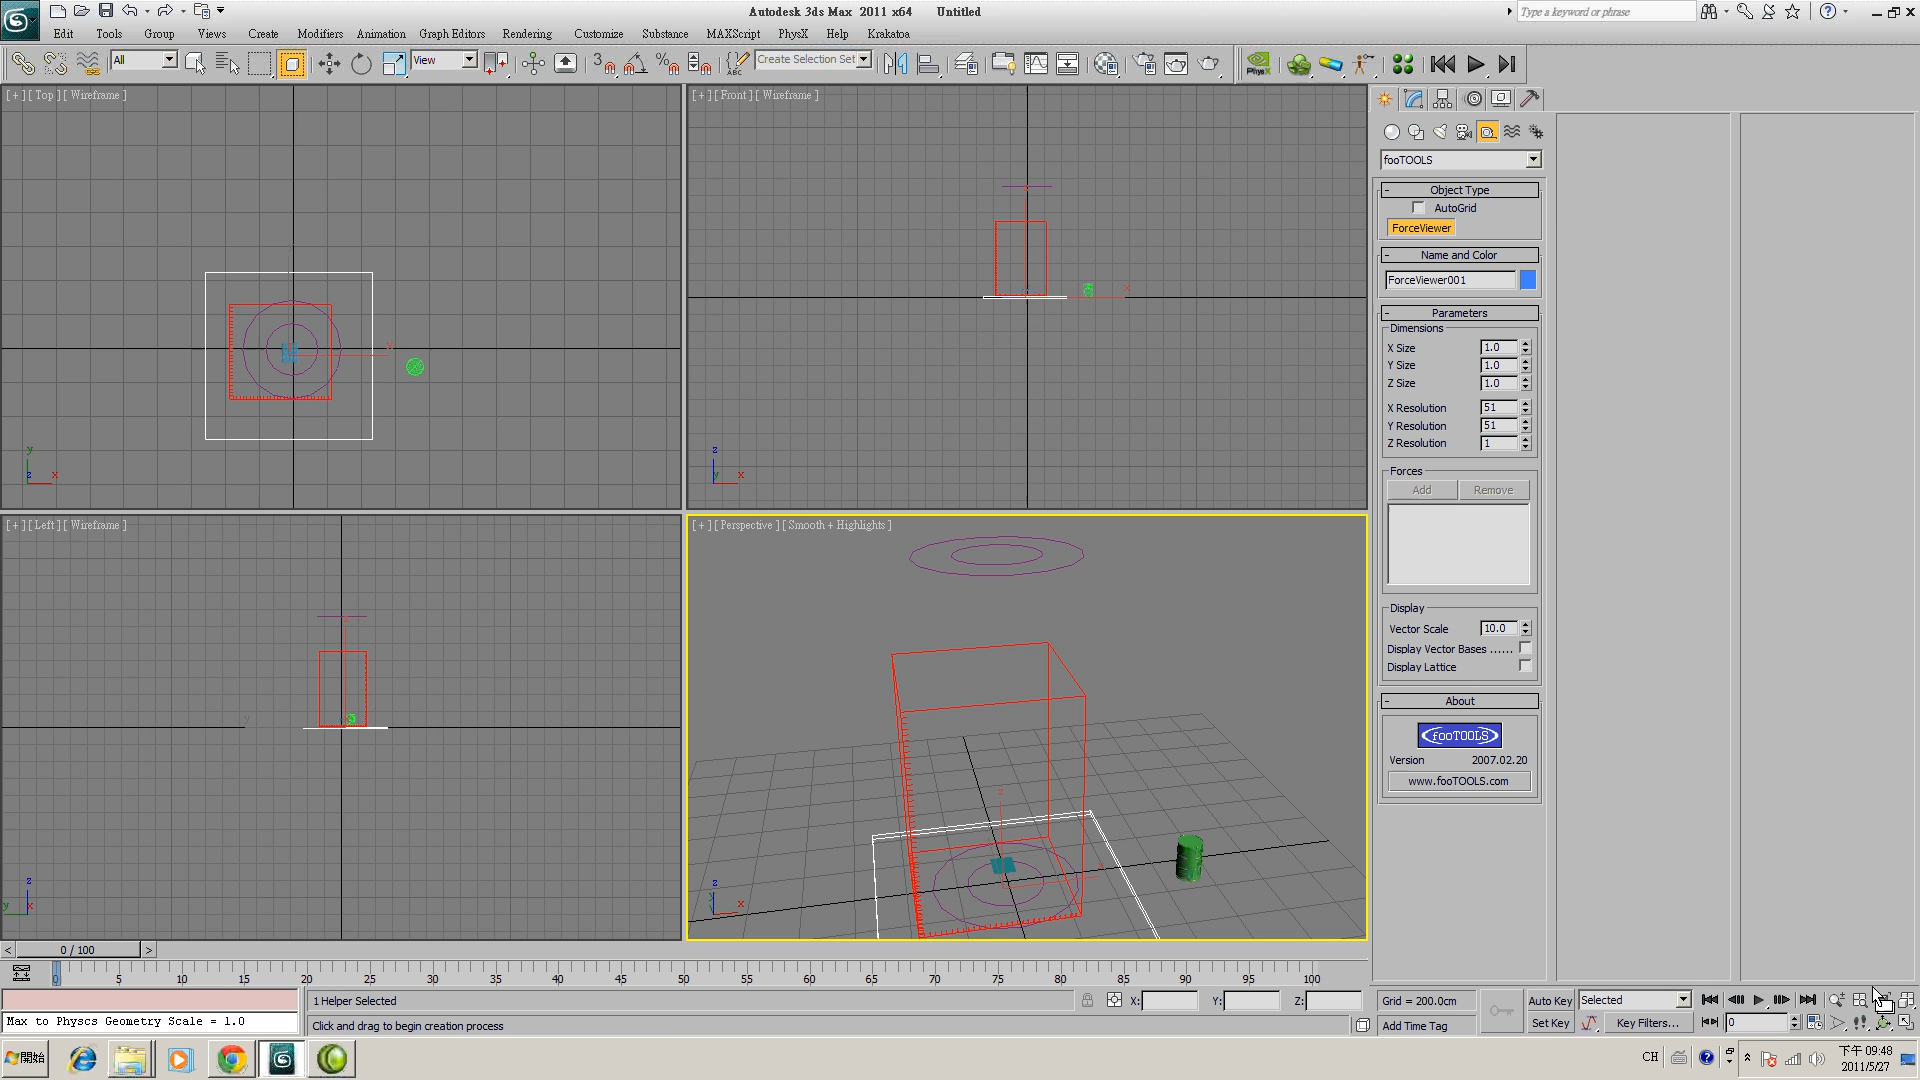 Autodesk 3ds Max 2011 x64 Untitled
Type a keyword or phrase
Edit Tools Group Views Create Modifiers Animation Graph Editors Rendering Customize Substance MAXScript PhysX Help Krakatoa
All View 3 ABC Create Selection Set PhysX
[ + ] [ Top ] [ Wireframe ]
[ + ] [ Front ] [ Wireframe ]
[ + ] [ Left ] [ Wireframe ]
[ + ] [ Perspective ] [ Smooth + Highlights ]
fooTOOLS
- Object Type
AutoGrid
ForceViewer
- Name and Color
ForceViewer001
- Parameters
Dimensions
X Size 1.0
Y Size 1.0
Z Size 1.0
X Resolution 51
Y Resolution 51
Z Resolution 1
Forces
Add Remove
Display
Vector Scale 10.0
Display Vector Bases ......
Display Lattice
- About
fooTOOLS
Version 2007.02.20
www.fooTOOLS.com
< 0 / 100 >
0 5 10 15 20 25 30 35 40 45 50 55 60 65 70 75 80 85 90 95 100
1 Helper Selected X: Y: Z: Grid = 200.0cm Auto Key Selected
Max to Physcs Geometry Scale = 1.0
Click and drag to begin creation process Add Time Tag Set Key Key Filters... 0
開始 CH 下午 09:48
2011/5/27